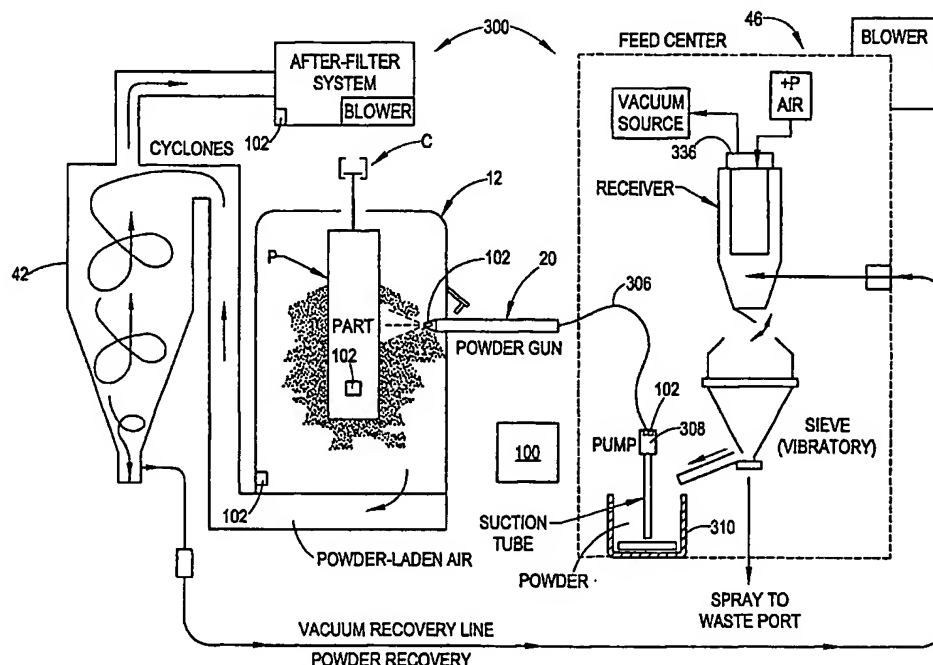 300
46
FEED CENTER
BLOWER
AFTER-FILTER
SYSTEM
BLOWER
102
VACUUM
SOURCE
+P
AIR
336
CYCLONES
C
RECEIVER
12
42
P
102
20
306
PART
POWDER GUN
102
102
PUMP
308
SIEVE
(VIBRATORY)
100
102
SUCTION
TUBE
310
POWDER-LADEN AIR
POWDER
SPRAY TO
WASTE PORT
VACUUM RECOVERY LINE
POWDER RECOVERY